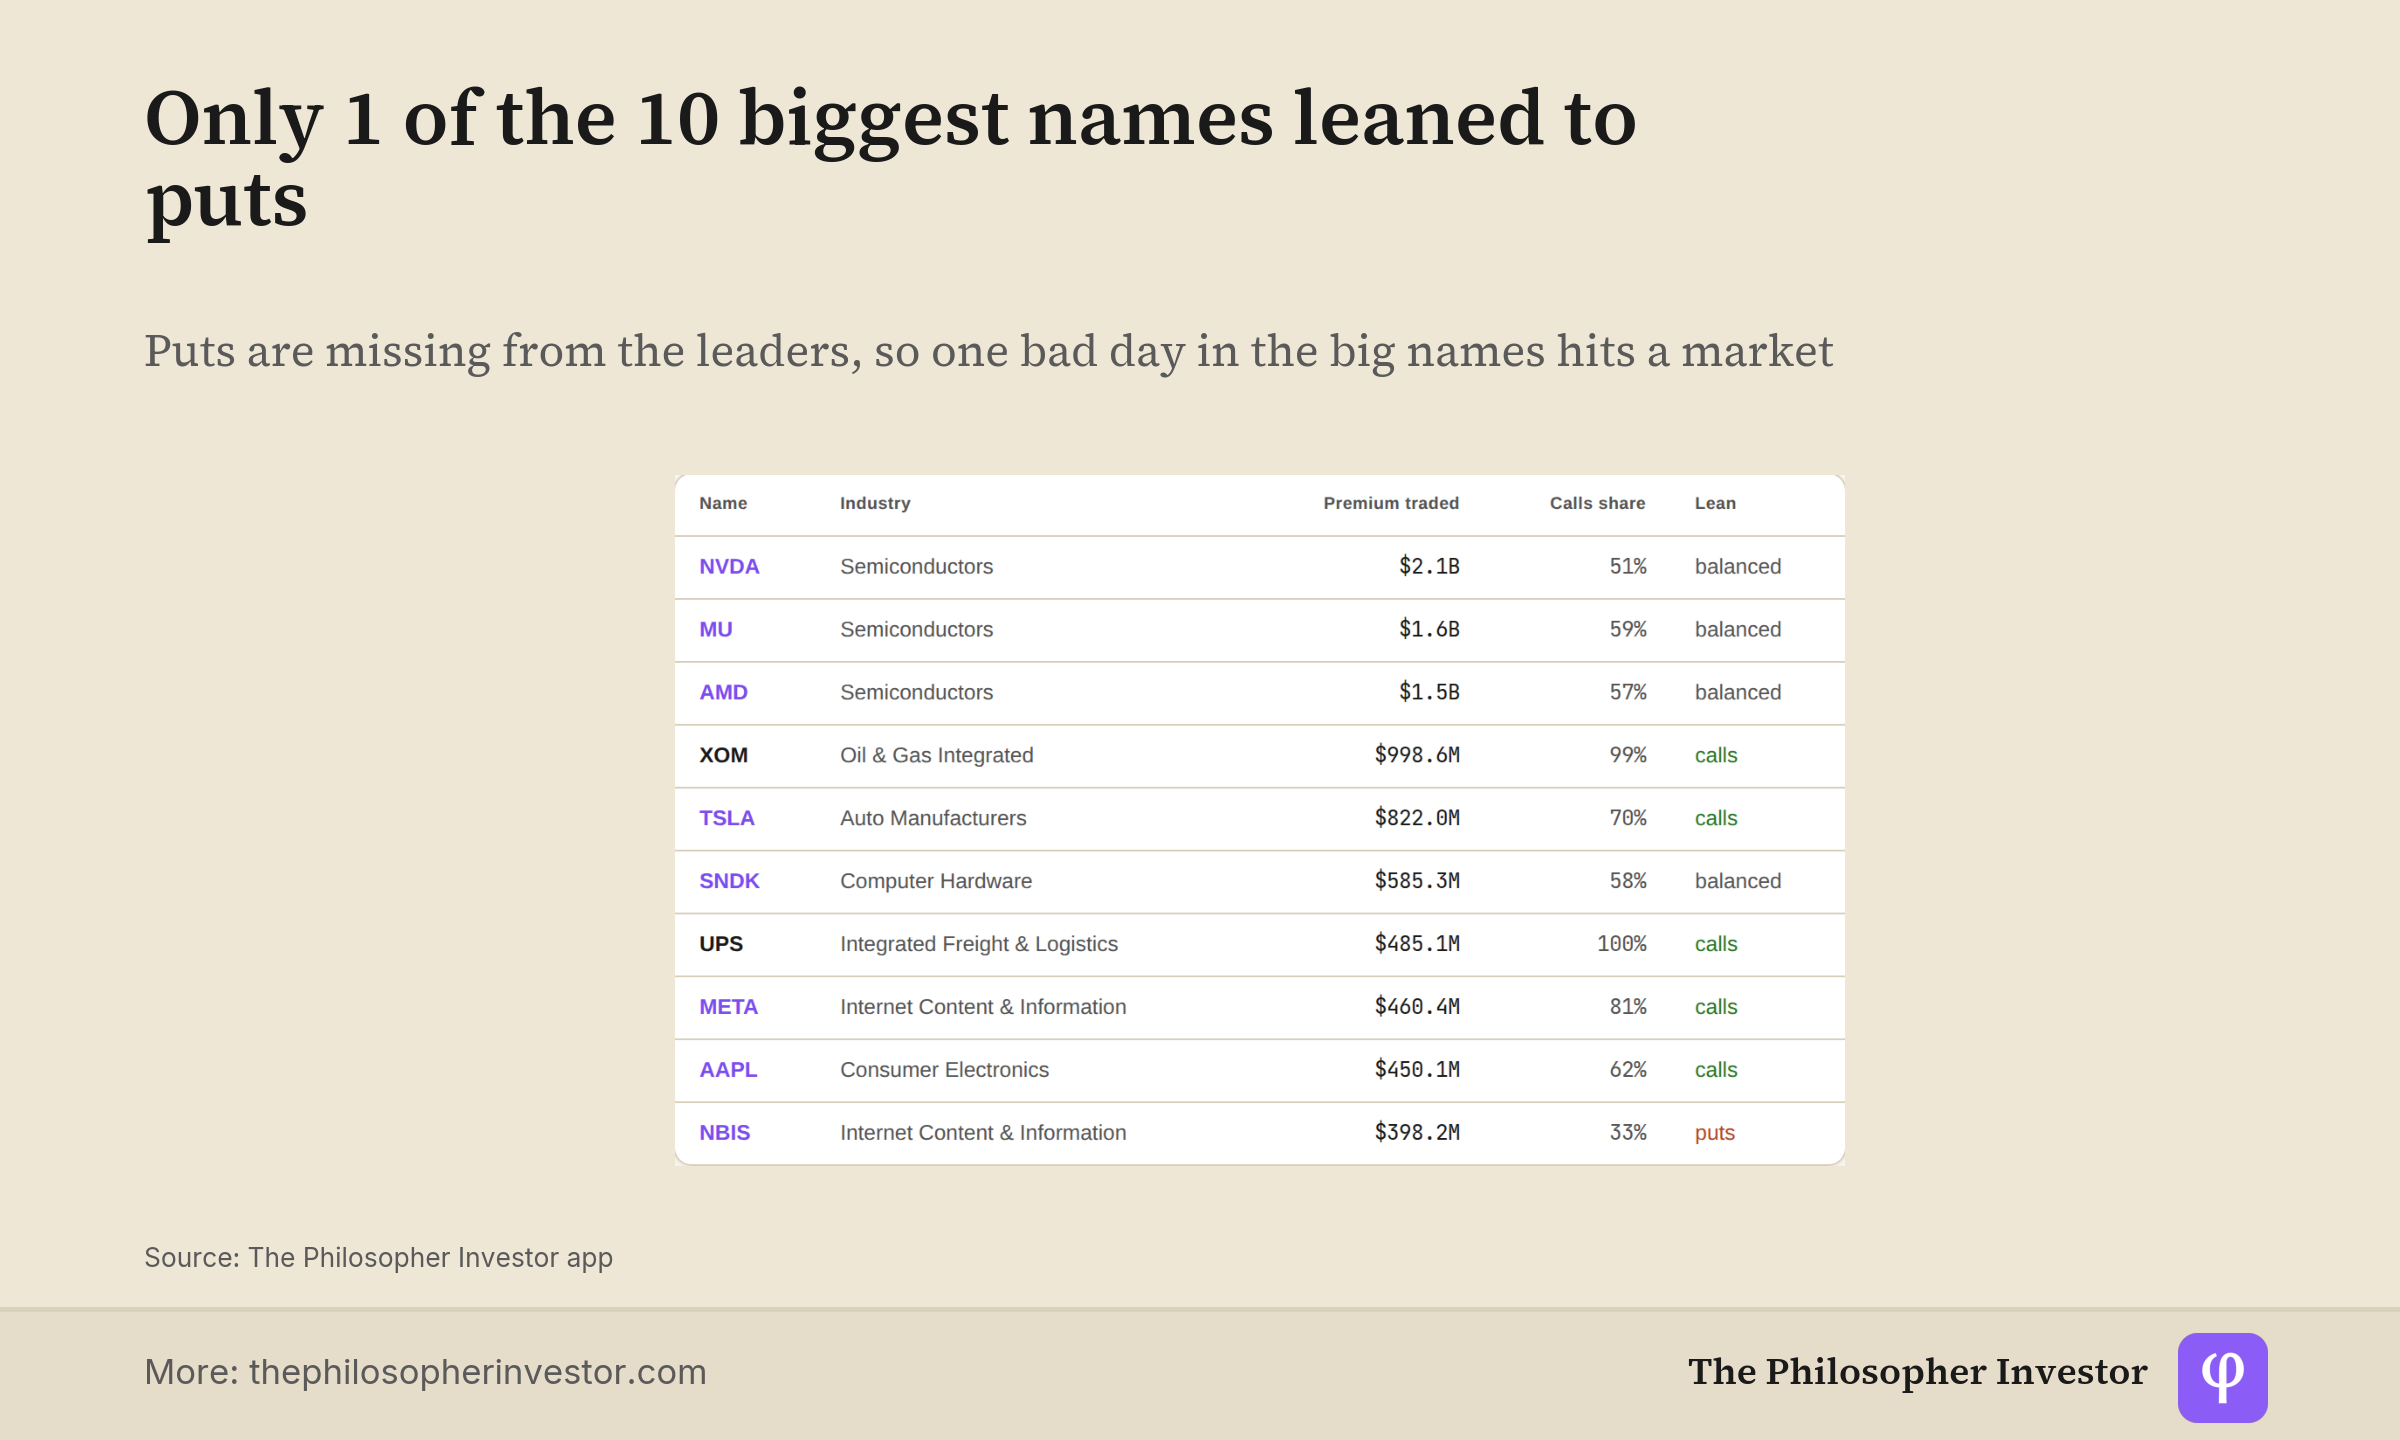 Only 1 of the 10 biggest names leaned to
puts
Puts are missing from the leaders, so one bad day in the big names hits a market
Name Industry Premium traded Calls share Lean
NVDA Semiconductors $2.1B 51% balanced
MU Semiconductors $1.6B 59% balanced
AMD Semiconductors $1.5B 57% balanced
XOM Oil & Gas Integrated $998.6M 99% calls
TSLA Auto Manufacturers $822.0M 70% calls
SNDK Computer Hardware $585.3M 58% balanced
UPS Integrated Freight & Logistics $485.1M 100% calls
META Internet Content & Information $460.4M 81% calls
AAPL Consumer Electronics $450.1M 62% calls
NBIS Internet Content & Information $398.2M 33% puts
Source: The Philosopher Investor app
More: thephilosopherinvestor.com
The Philosopher Investor φ